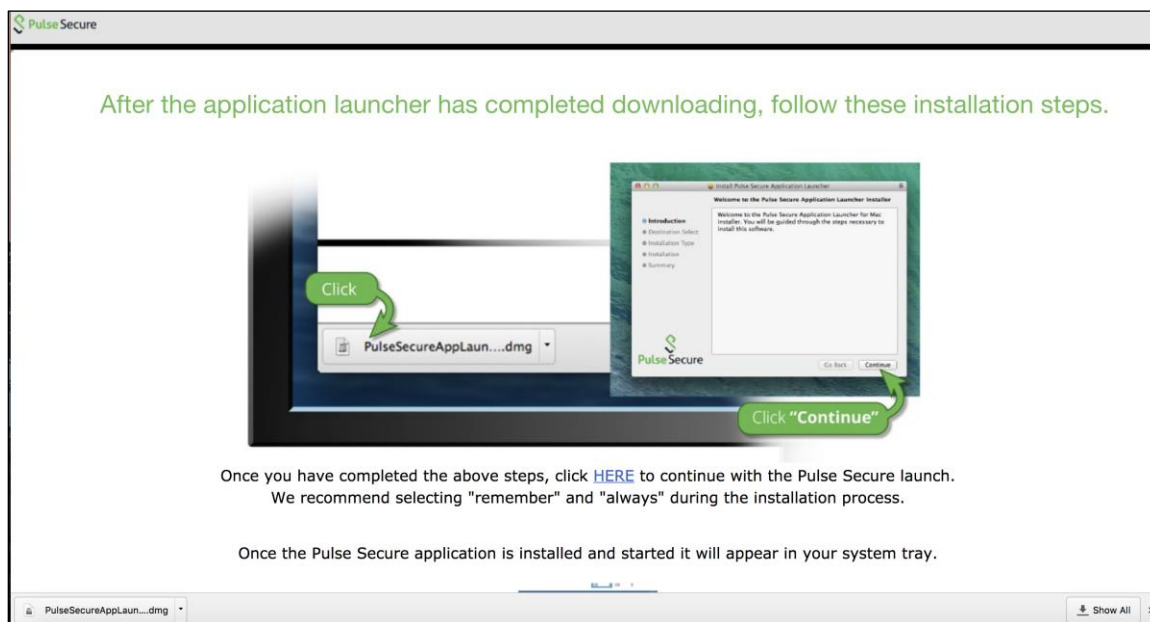 Pulse Secure
After the application launcher has completed downloading, follow these installation steps.
Install Pulse Secure Application Launcher
Welcome to the Pulse Secure Application Launcher Installer
Introduction
Destination Select
Installation Type
Installation
Summary
Welcome to the Pulse Secure Application Launcher for Mac
installer. You will be guided through the steps necessary to
install this software.
Click
PulseSecureAppLaun....dmg
Pulse Secure
Go Back
Continue
Click "Continue"
Once you have completed the above steps, click HERE to continue with the Pulse Secure launch.
We recommend selecting "remember" and "always" during the installation process.
Once the Pulse Secure application is installed and started it will appear in your system tray.
PulseSecureAppLaun....dmg
Show All